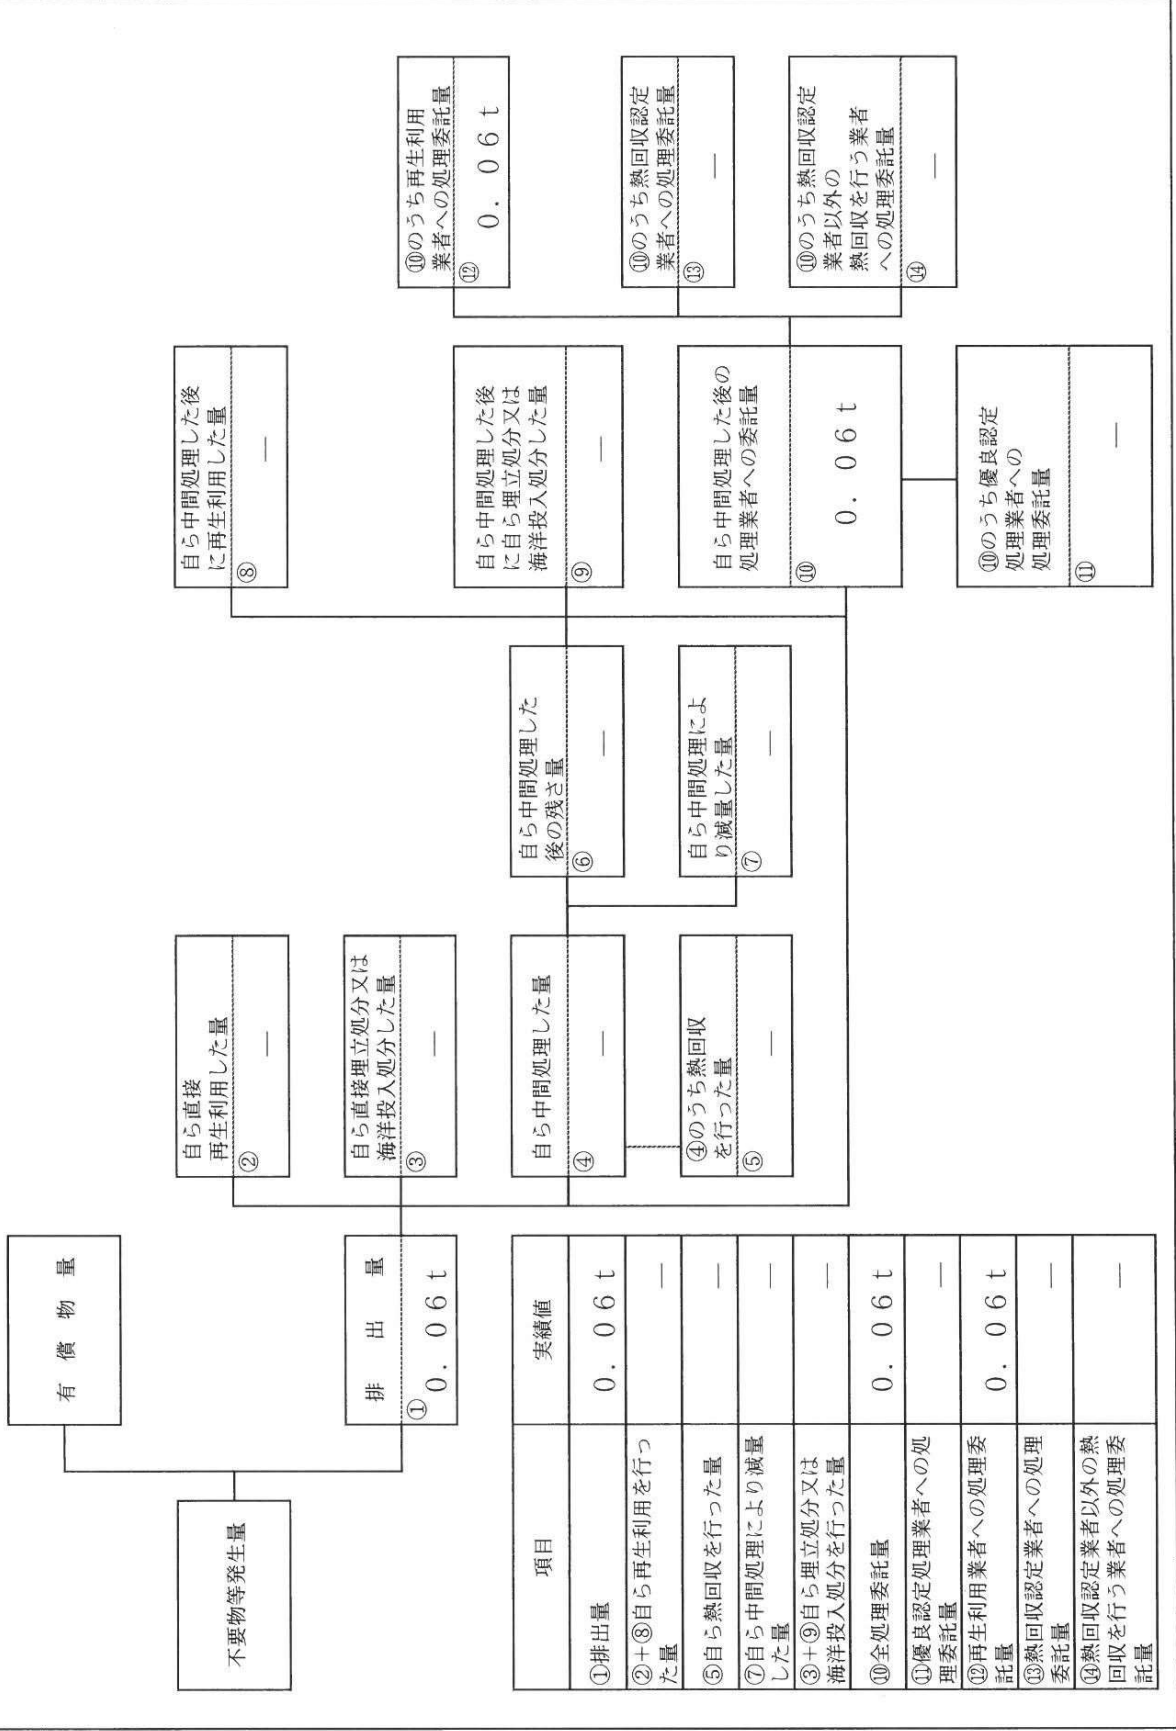 不要物等発生量
有償物量
排出量
①
0.06t
自ら直接
再生利用した量
②
—
自ら直接埋立処分又は
海洋投入処分した量
③
—
自ら中間処理した量
④
—
④のうち熱回収
を行った量
⑤
—
自ら中間処理した
後の残さ量
⑥
—
自ら中間処理によ
り減量した量
⑦
—
自ら中間処理した後
に再生利用した量
⑧
—
自ら中間処理した後
に自ら埋立処分又は
海洋投入処分した量
⑨
—
自ら中間処理した後の
処理業者への委託量
⑩
0.06t
⑩のうち優良認定
処理業者への
処理委託量
⑪
—
⑩のうち再生利用
業者への処理委託量
⑫
0.06t
⑩のうち熱回収認定
業者への処理委託量
⑬
—
⑩のうち熱回収認定
業者以外の
熱回収を行う業者
への処理委託量
⑭
—
項目 実績値
①排出量 0.06t
②+⑧自ら再生利用を行っ
た量 —
⑤自ら熱回収を行った量 —
⑦自ら中間処理により減量
した量 —
③+⑨自ら埋立処分又は
海洋投入処分を行った量 —
⑩全処理委託量 0.06t
⑪優良認定処理業者への処
理委託量 —
⑫再生利用業者への処理委
託量 0.06t
⑬熱回収認定業者への処理
委託量 —
⑭熱回収認定業者以外の熱
回収を行う業者への処理委
託量 —